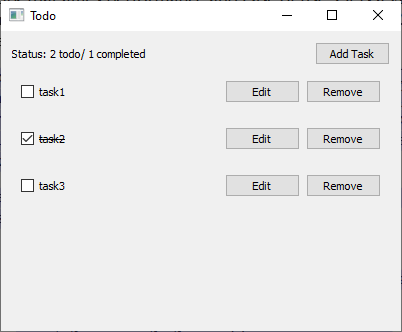 Todo
Status: 2 todo/ 1 completed
Add Task
task1
Edit
Remove
task2
Edit
Remove
task3
Edit
Remove